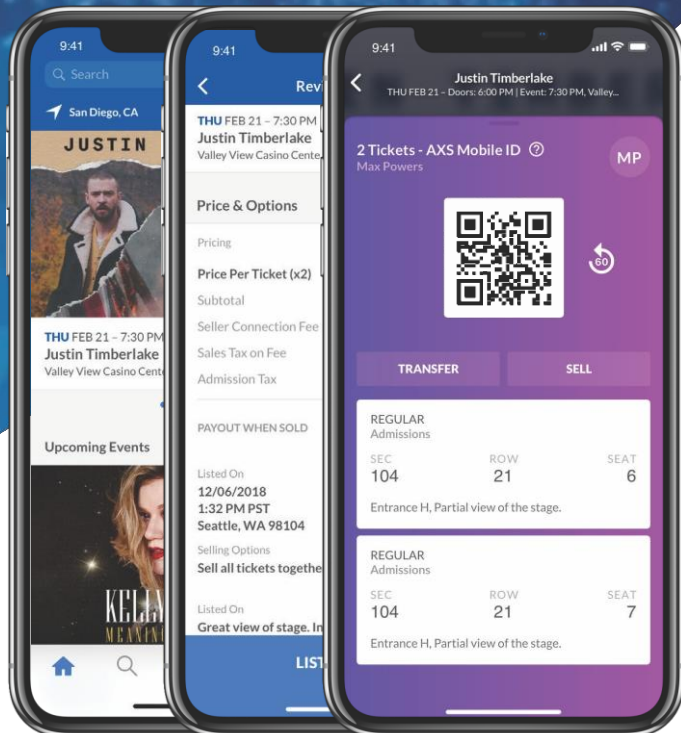 9:41
Search
San Diego, CA
JUSTIN
THU FEB 21 – 7:30 PM
Justin Timberlake
Valley View Casino
Upcoming Events
KELLY
9:41
THU FEB 21 – 7:30 PM
Justin Timberlake
Valley View Casino
Price & Options
Pricing
Price Per Ticket (x2)
Subtotal
Seller Connection Fee
Sales Tax on Fee
Admission Tax
PAYOUT WHEN SOLD
Listed On
12/06/2018
1:32 PM PST
Seattle, WA 98104
Selling Options
Sell all tickets
Listed On
Great view of stage. In
LIST
9:41
Justin Timberlake
THU FEB 21 – Doors: 6:00 PM | Event: 7:30 PM, Valley...
2 Tickets - AXS Mobile ID ?
Max Powers
MP
60
TRANSFER SELL
REGULAR
Admissions
SEC ROW SEAT
104 21 6
Entrance H, Partial view of the stage.
REGULAR
Admissions
SEC ROW SEAT
104 21 7
Entrance H, Partial view of the stage.